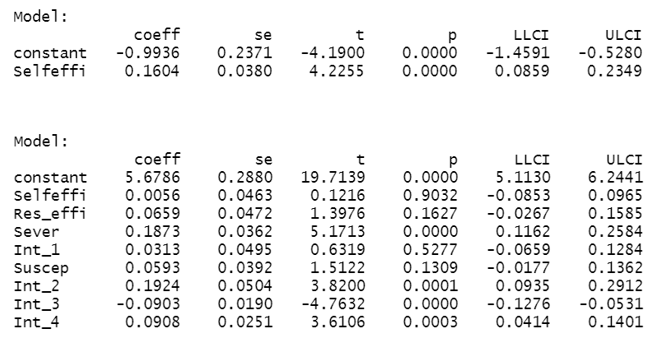 Model:
coeff se t p LLCI ULCI
constant -0.9936 0.2371 -4.1900 0.0000 -1.4591 -0.5280
Selfeffi 0.1604 0.0380 4.2255 0.0000 0.0859 0.2349
Model:
coeff se t p LLCI ULCI
constant 5.6786 0.2880 19.7139 0.0000 5.1130 6.2441
Selfeffi 0.0056 0.0463 0.1216 0.9032 -0.0853 0.0965
Res_effi 0.0659 0.0472 1.3976 0.1627 -0.0267 0.1585
Sever 0.1873 0.0362 5.1713 0.0000 0.1162 0.2584
Int_1 0.0313 0.0495 0.6319 0.5277 -0.0659 0.1284
Suscep 0.0593 0.0392 1.5122 0.1309 -0.0177 0.1362
Int_2 0.1924 0.0504 3.8200 0.0001 0.0935 0.2912
Int_3 -0.0903 0.0190 -4.7632 0.0000 -0.1276 -0.0531
Int_4 0.0908 0.0251 3.6106 0.0003 0.0414 0.1401